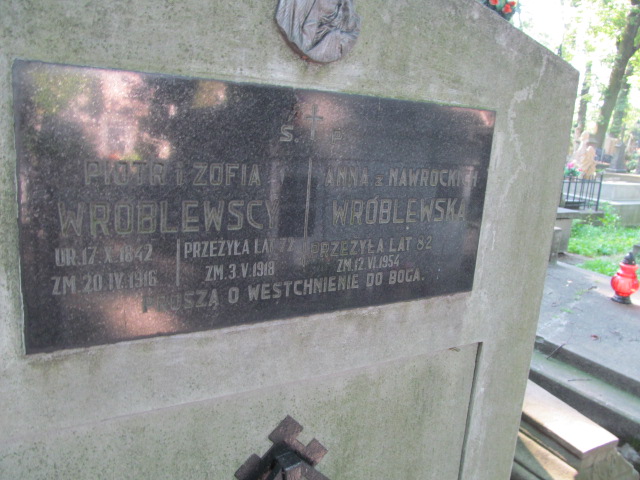 Ś. P.
PIOTR I ZOFIA
WRÓBLEWSCY
UR. 17. X. 1842
ZM. 20. IV. 1916
PRZEŻYŁA LAT 72
ZM. 3. V. 1918
ANNA z NAWROCKICH
WRÓBLEWSKA
PRZEŻYŁA LAT 82
ZM. 12. VI. 1954
PROSZĄ O WESTCHNIENIE DO BOGA.